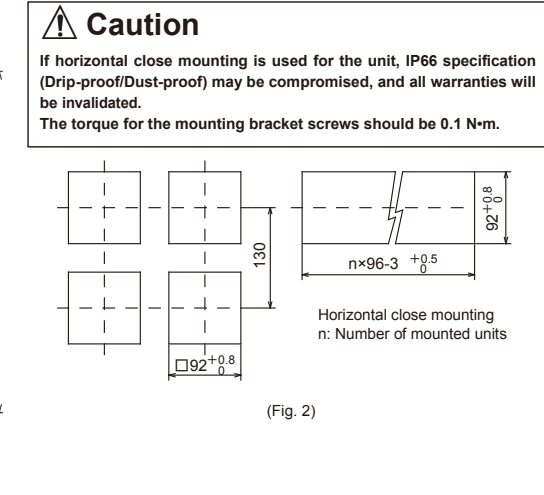 Caution
If horizontal close mounting is used for the unit, IP66 specification
(Drip-proof/Dust-proof) may be compromised, and all warranties will
be invalidated.
The torque for the mounting bracket screws should be 0.1 N•m.
130
92+0.8 0
n×96-3 +0.5 0
Horizontal close mounting
n: Number of mounted units
□92+0.8 0
(Fig. 2)